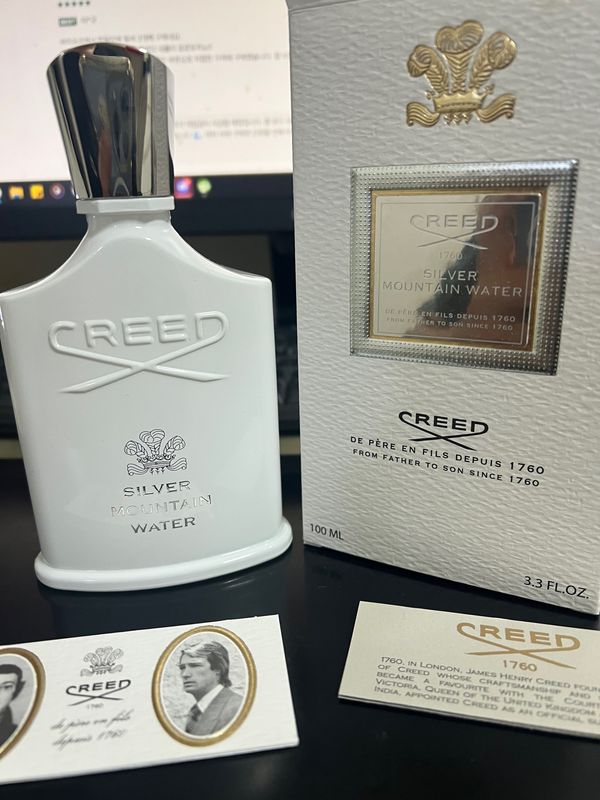 CREED
SILVER
MOUNTAIN
WATER
CREED
1760
SILVER
MOUNTAIN WATER
DE PÈRE EN FILS DEPUIS 1760
FROM FATHER TO SON SINCE 1760
CREED
DE PÈRE EN FILS DEPUIS 1760
FROM FATHER TO SON SINCE 1760
100 ML
3.3 FL.OZ.
CREED
1760
de père en fils
depuis 1760
CREED
1760
1760, IN LONDON, JAMES HENRY CREED
OF CREED WHOSE CRAFTSMANSHIP AND
BECAME A FAVOURITE WITH THE
VICTORIA, QUEEN OF THE UNITED KINGDOM
INDIA, APPOINTED CREED AS AN OFFICIAL